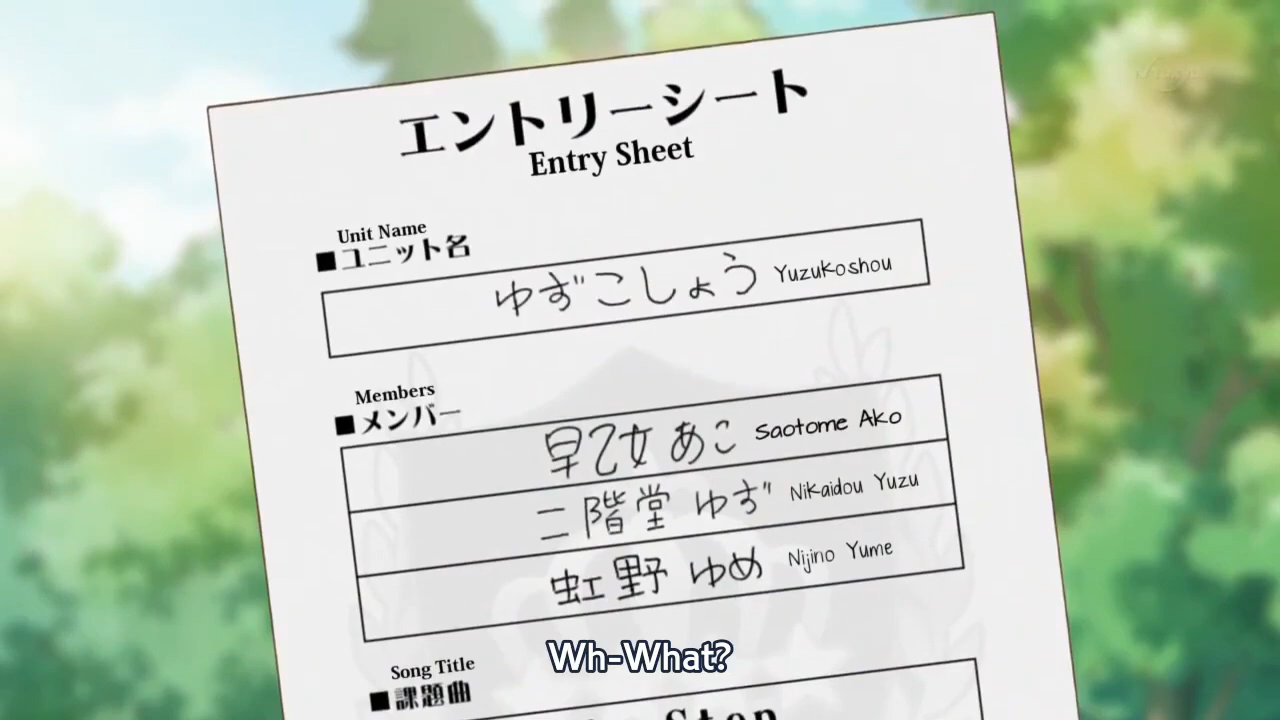 エントリーシート
Entry Sheet
Unit Name
■ユニット名
ゆずこしょう Yuzukoshou
Members
■メンバー
早乙女 あこ Saotome Ako
二階堂 ゆず Nikaidou Yuzu
虹野 ゆめ Nijino Yume
Wh-What?
Song Title
■課題曲